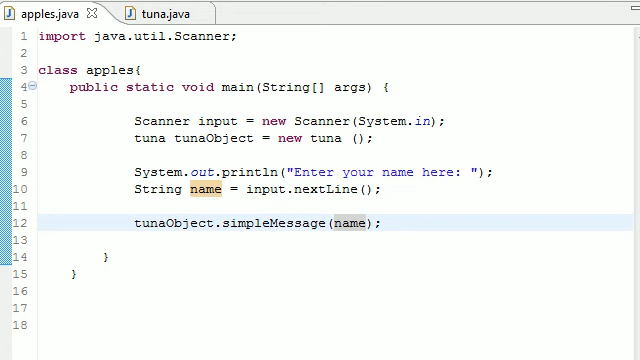 apples.java
tuna.java
1 import java.util.Scanner;
2
3 class apples{
4 public static void main(String[] args) {
5
6 Scanner input = new Scanner(System.in);
7 tuna tunaObject = new tuna ();
8
9 System.out.println("Enter your name here: ");
10 String name = input.nextLine();
11
12 tunaObject.simpleMessage(name);
13
14 }
15 }
16
17
18